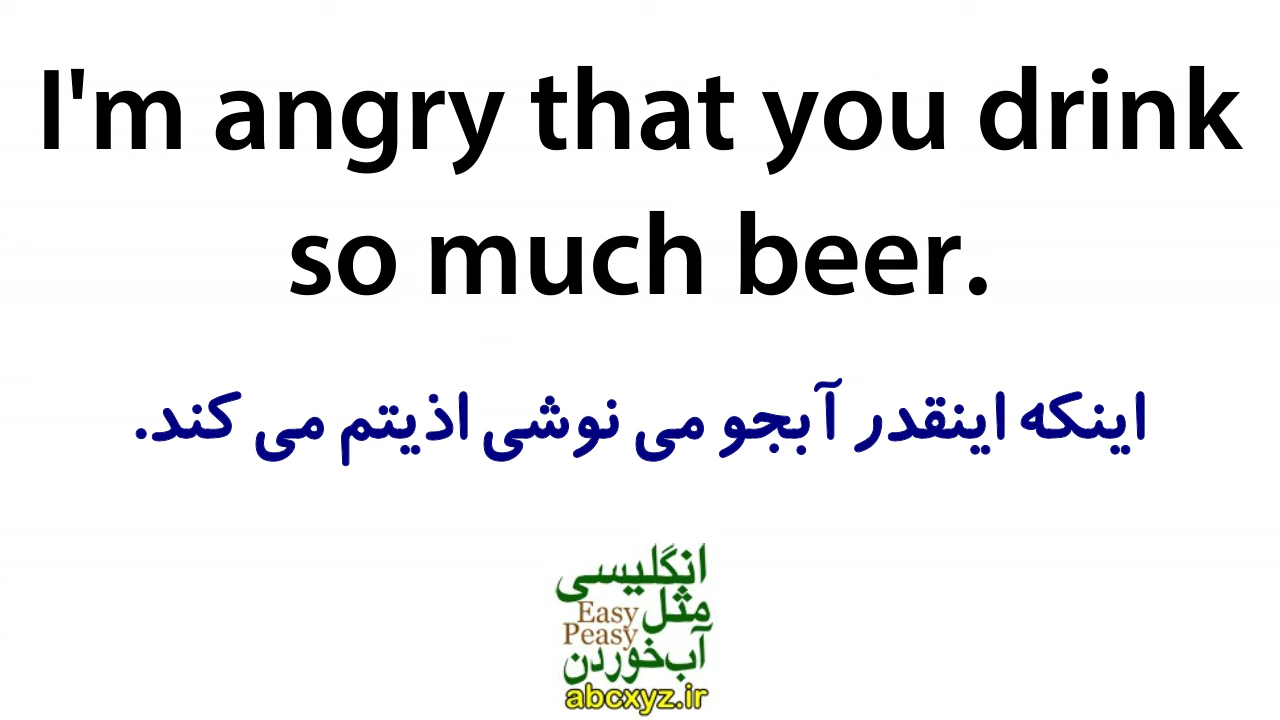 I'm angry that you drink
so much beer.
اینکه اینقدر آبجو می نوشی اذیتم می کند.
انگلیسی
مثل
Easy
Peasy
آب‌خوردن
abcxyz.ir